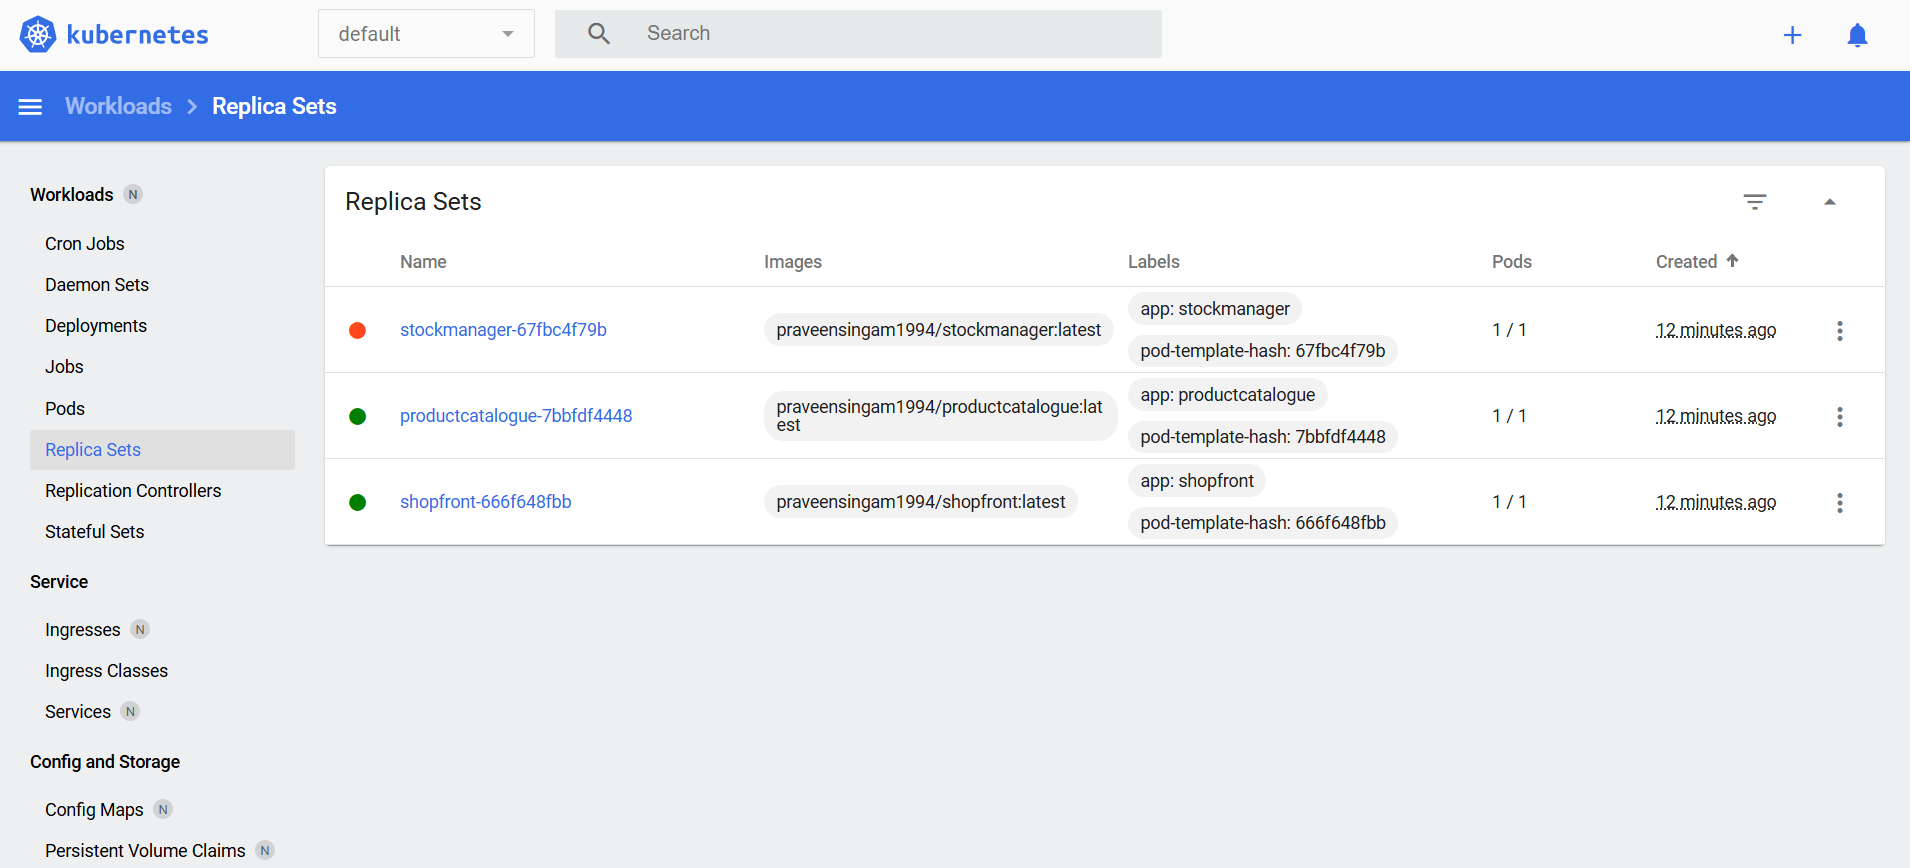 kubernetes
default
Search
Workloads > Replica Sets
Workloads N
Cron Jobs
Daemon Sets
Deployments
Jobs
Pods
Replica Sets
Replication Controllers
Stateful Sets
Service
Ingresses N
Ingress Classes
Services N
Config and Storage
Config Maps N
Persistent Volume Claims N
Replica Sets
Name Images Labels Pods Created
stockmanager-67fbc4f79b praveensingam1994/stockmanager:latest app: stockmanager 1 / 1 12 minutes ago
pod-template-hash: 67fbc4f79b
productcatalogue-7bbfdf4448 praveensingam1994/productcatalogue:lat app: productcatalogue 1 / 1 12 minutes ago
est pod-template-hash: 7bbfdf4448
shopfront-666f648fbb praveensingam1994/shopfront:latest app: shopfront 1 / 1 12 minutes ago
pod-template-hash: 666f648fbb